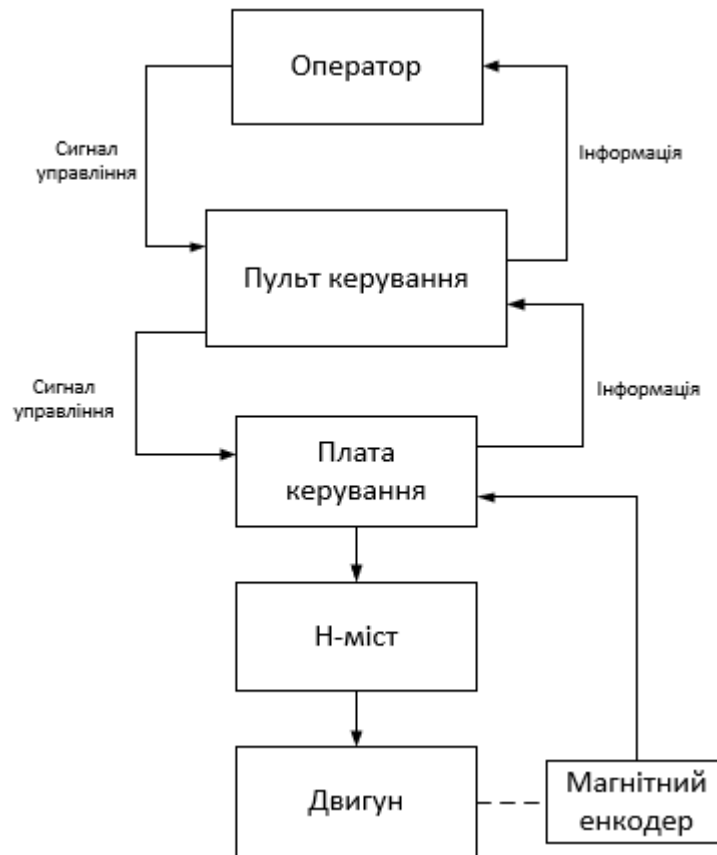 Оператор
Сигнал
управління
Інформація
Пульт керування
Сигнал
управління
Інформація
Плата
керування
Н-міст
Двигун
Магнітний
енкодер